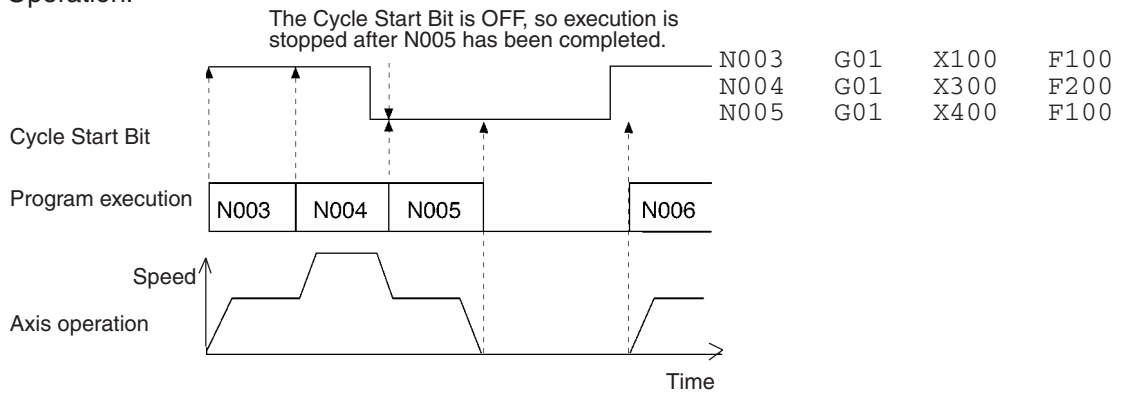 Operation:
The Cycle Start Bit is OFF, so execution is
stopped after N005 has been completed.
N003 G01 X100 F100
N004 G01 X300 F200
N005 G01 X400 F100
Cycle Start Bit
Program execution
N003 N004 N005 N006
Speed
Axis operation
Time